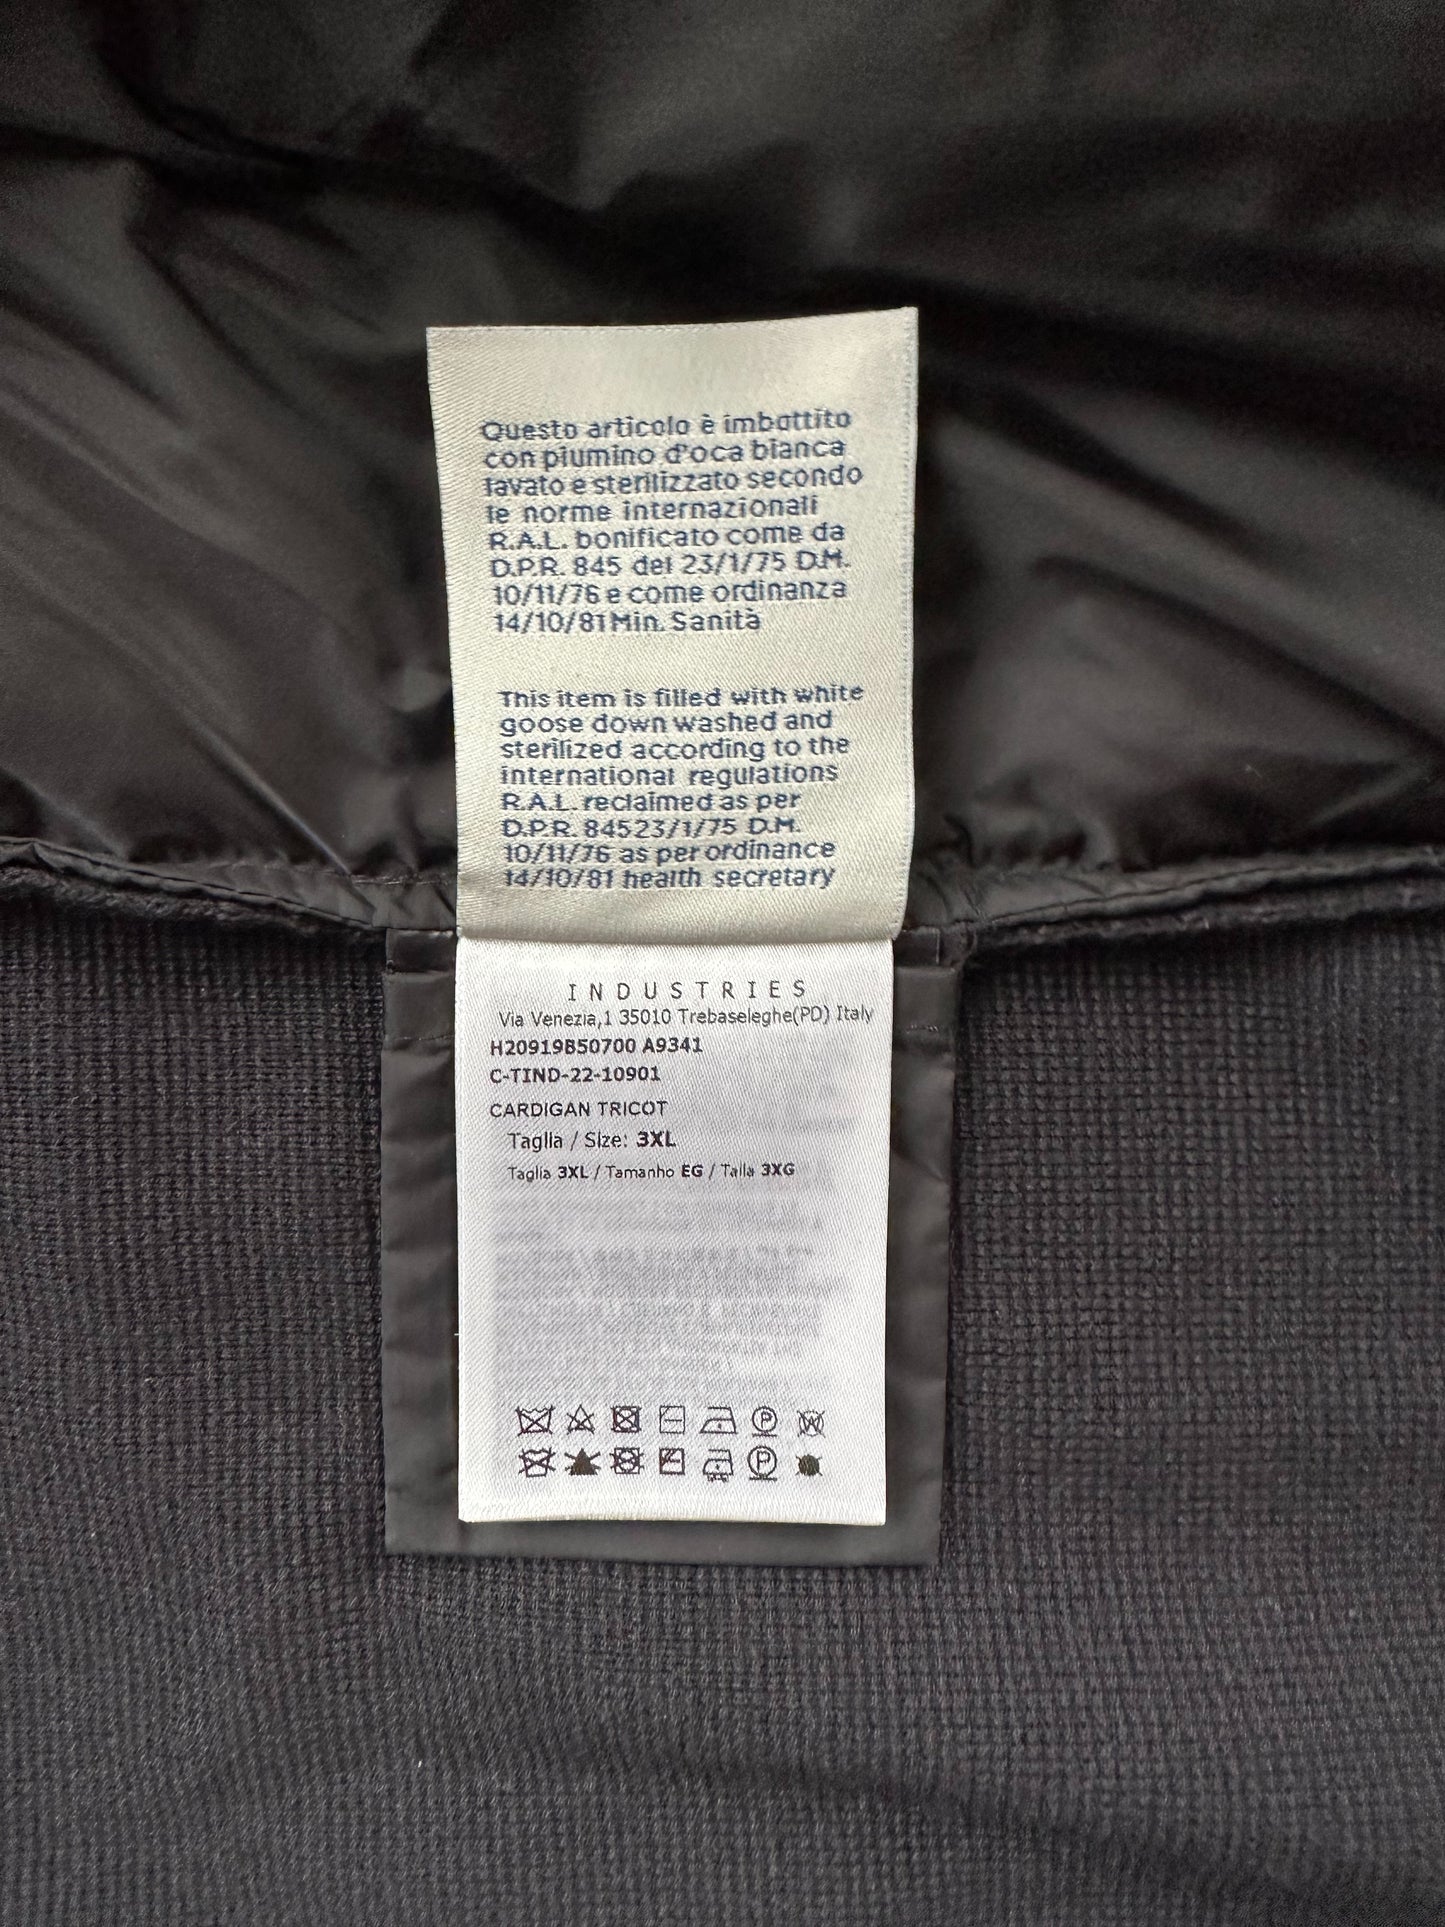 Questo articolo è imbottito
con piumino d'oca bianca
lavato e sterilizzato secondo
le norme internazionali
R.A.L. bonificato come da
D.P.R. 845 del 23/1/75 D.M.
10/11/76 e come ordinanza
14/10/81 Min. Sanità
This item is filled with white
goose down washed and
sterilized according to the
international regulations
R.A.L. reclaimed as per
D.P.R. 845 23/1/75 D.M.
10/11/76 as per ordinance
14/10/81 health secretary
INDUSTRIES
Via Venezia,1 35010 Trebaseleghe(PD) Italy
H20919B50700 A9341
C-TIND-22-10901
CARDIGAN TRICOT
Taglia / Size: 3XL
Taglia 3XL / Tamanho EG / Talla 3XG